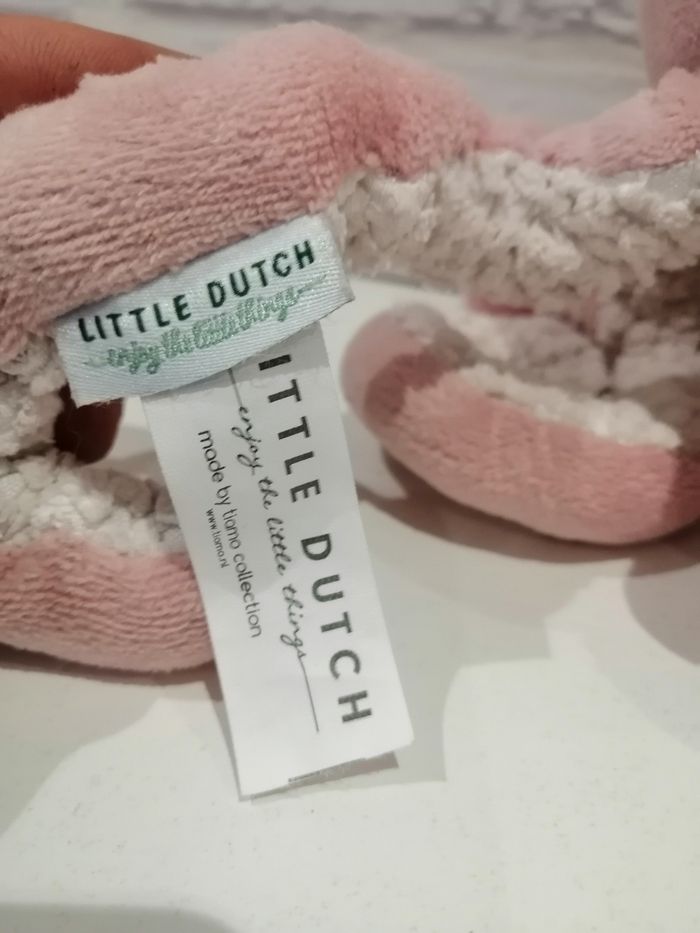 LITTLE DUTCH
enjoy the little things
ITTLE DUTCH
enjoy the little things
made by tiamo collection
www.tiamo.nl